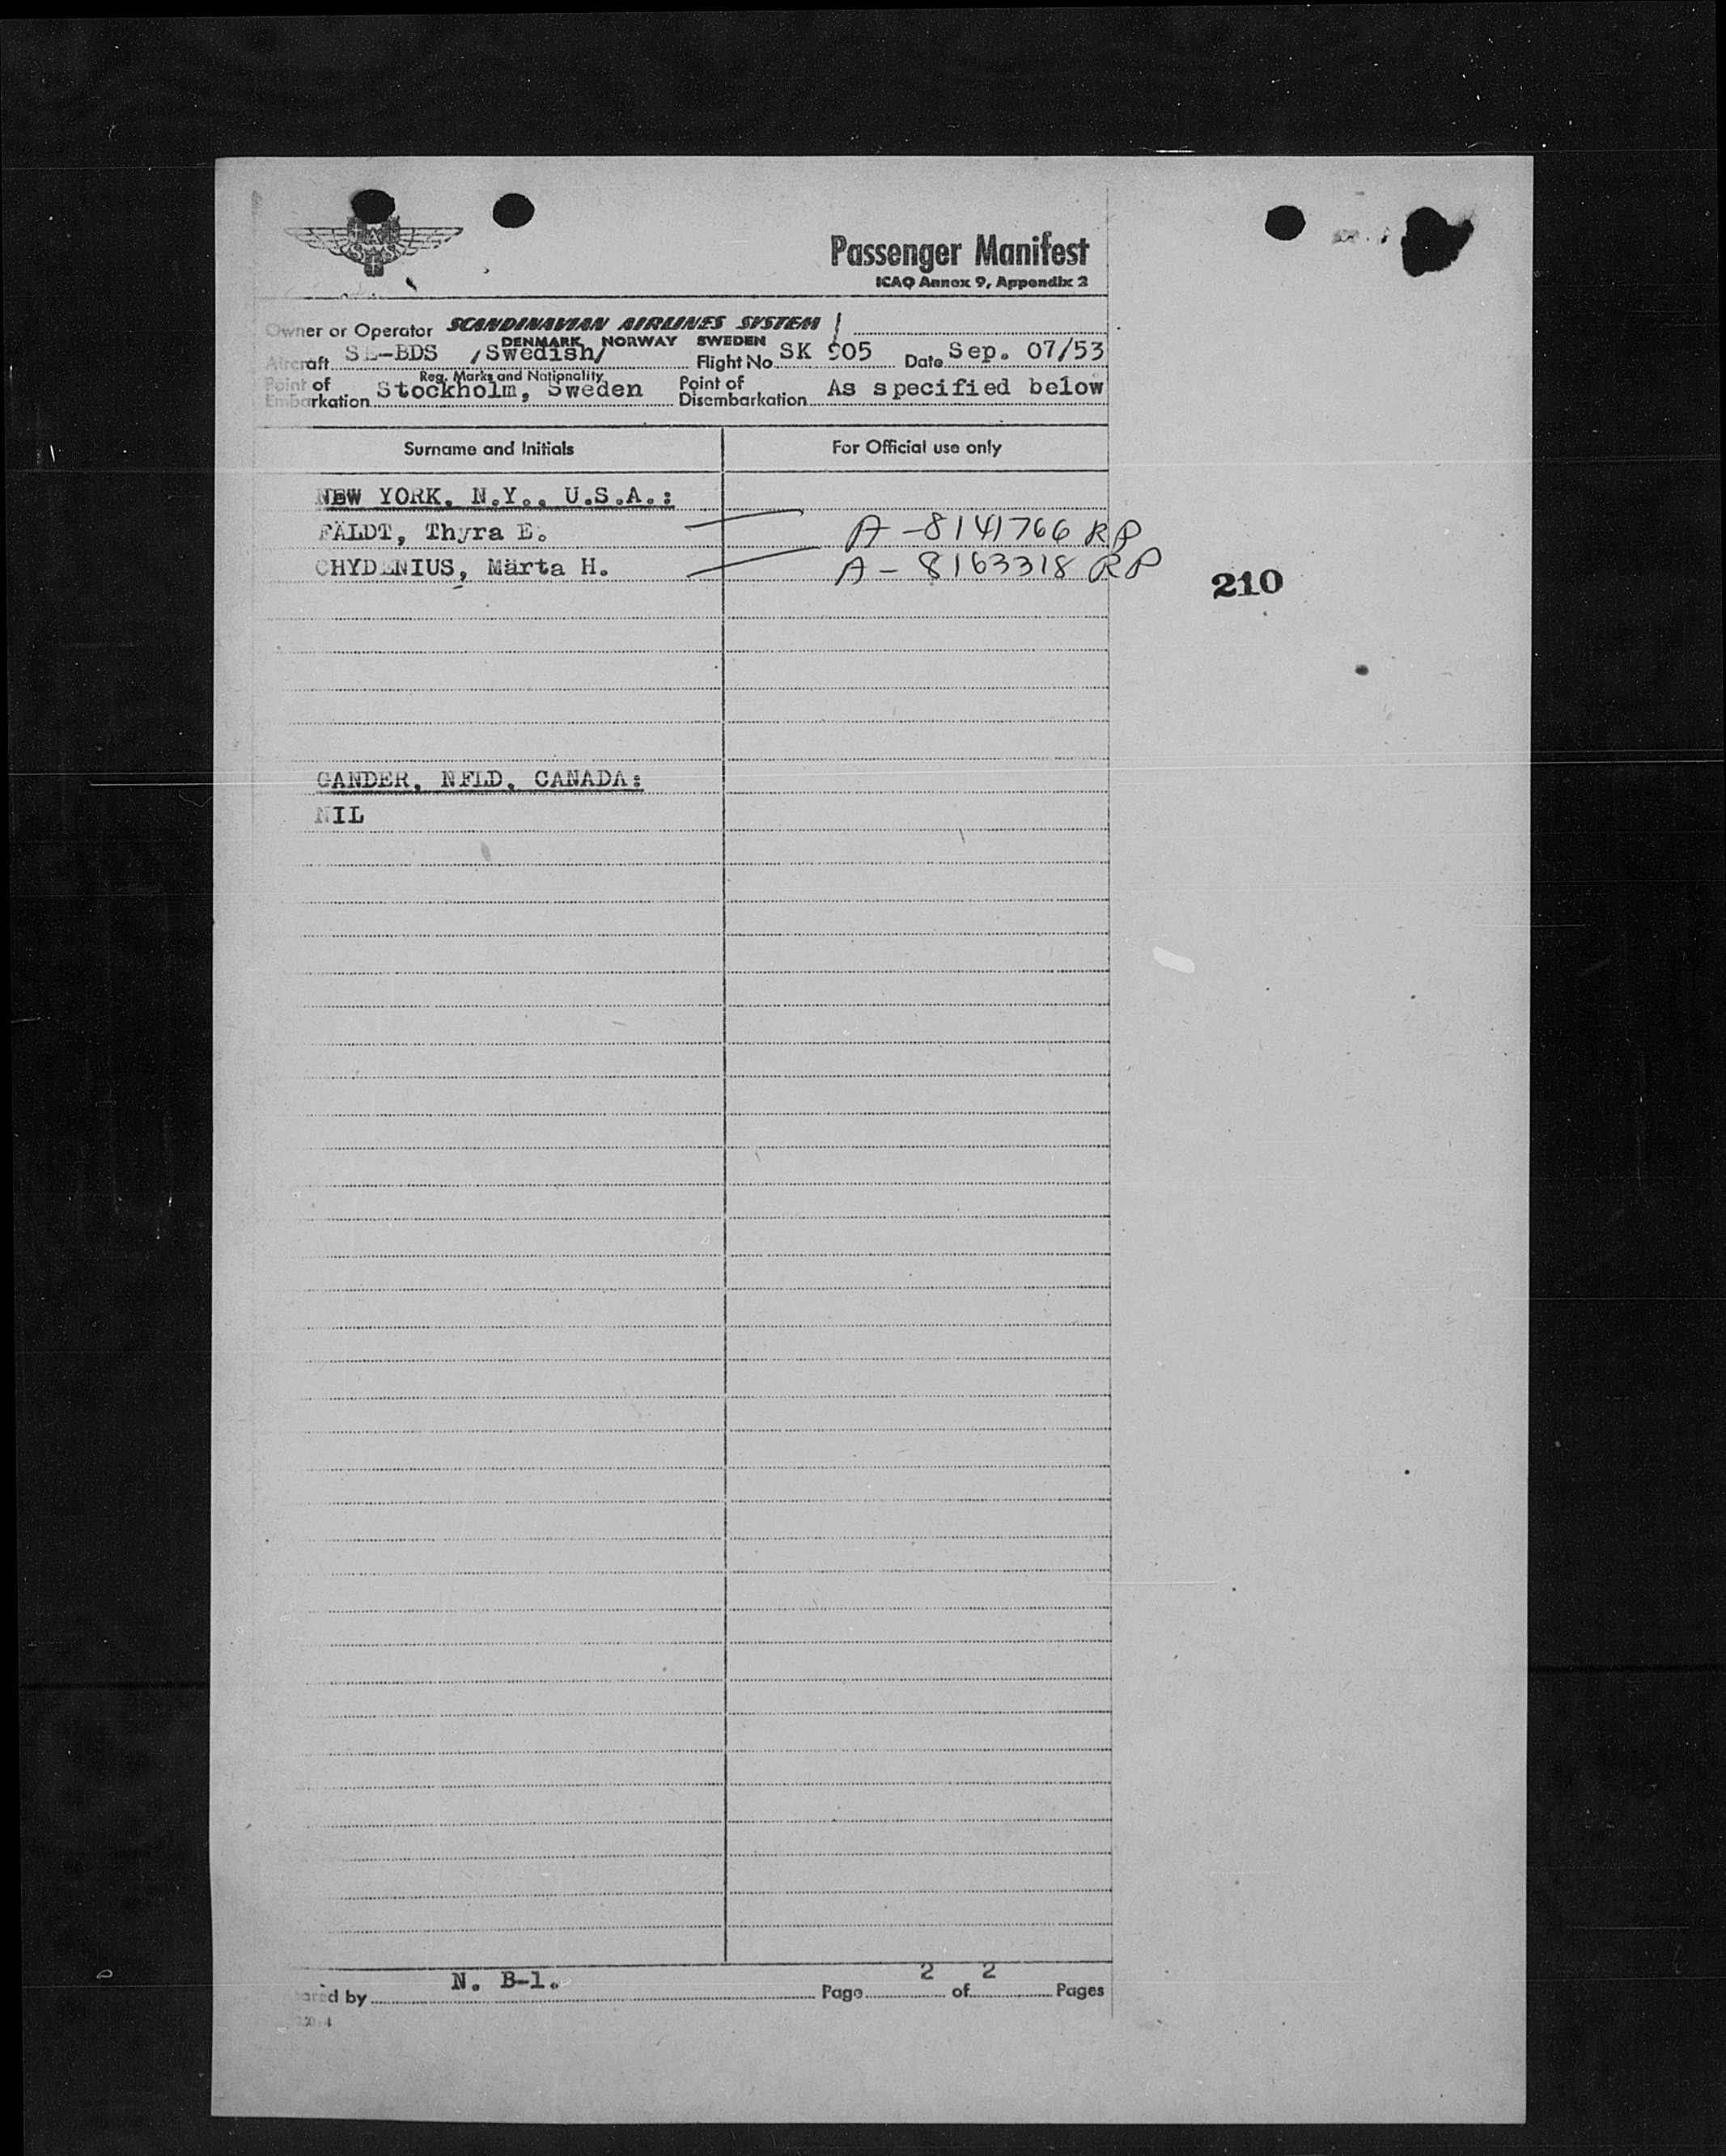 Passenger Manifest
ICAO Annex 9, Appendix 2
Owner or Operator SCANDINAVIAN AIRLINES SYSTEM
DENMARK NORWAY SWEDEN
Aircraft SE-BDS /Swedish/ Flight No. SK 905 Date Sep. 07/53
Reg. Marks and Nationality
Point of Embarkation Stockholm, Sweden Point of Disembarkation As specified below
Surname and Initials For Official use only
NEW YORK, N.Y., U.S.A.:
FÄLDT, Thyra E. A-8141766 RP
CHYDENIUS, Märta H. A-8163318 RP
210
GANDER, NFLD, CANADA:
NIL
ared by N. B-l. Page 2 of 2 Pages